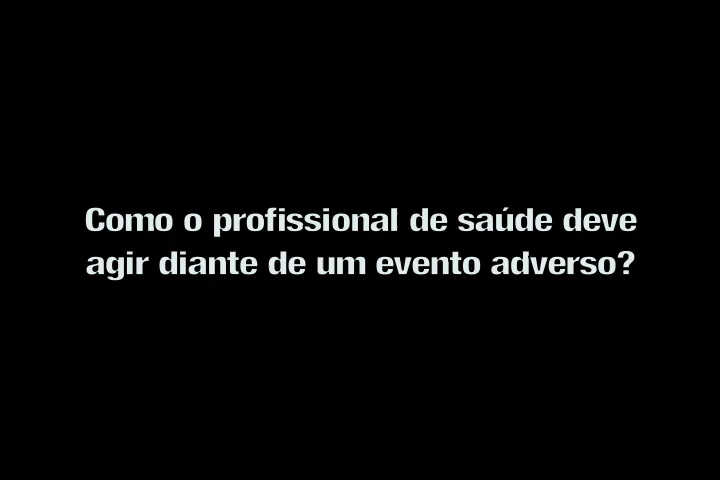 Como o profissional de saúde deve
agir diante de um evento adverso?